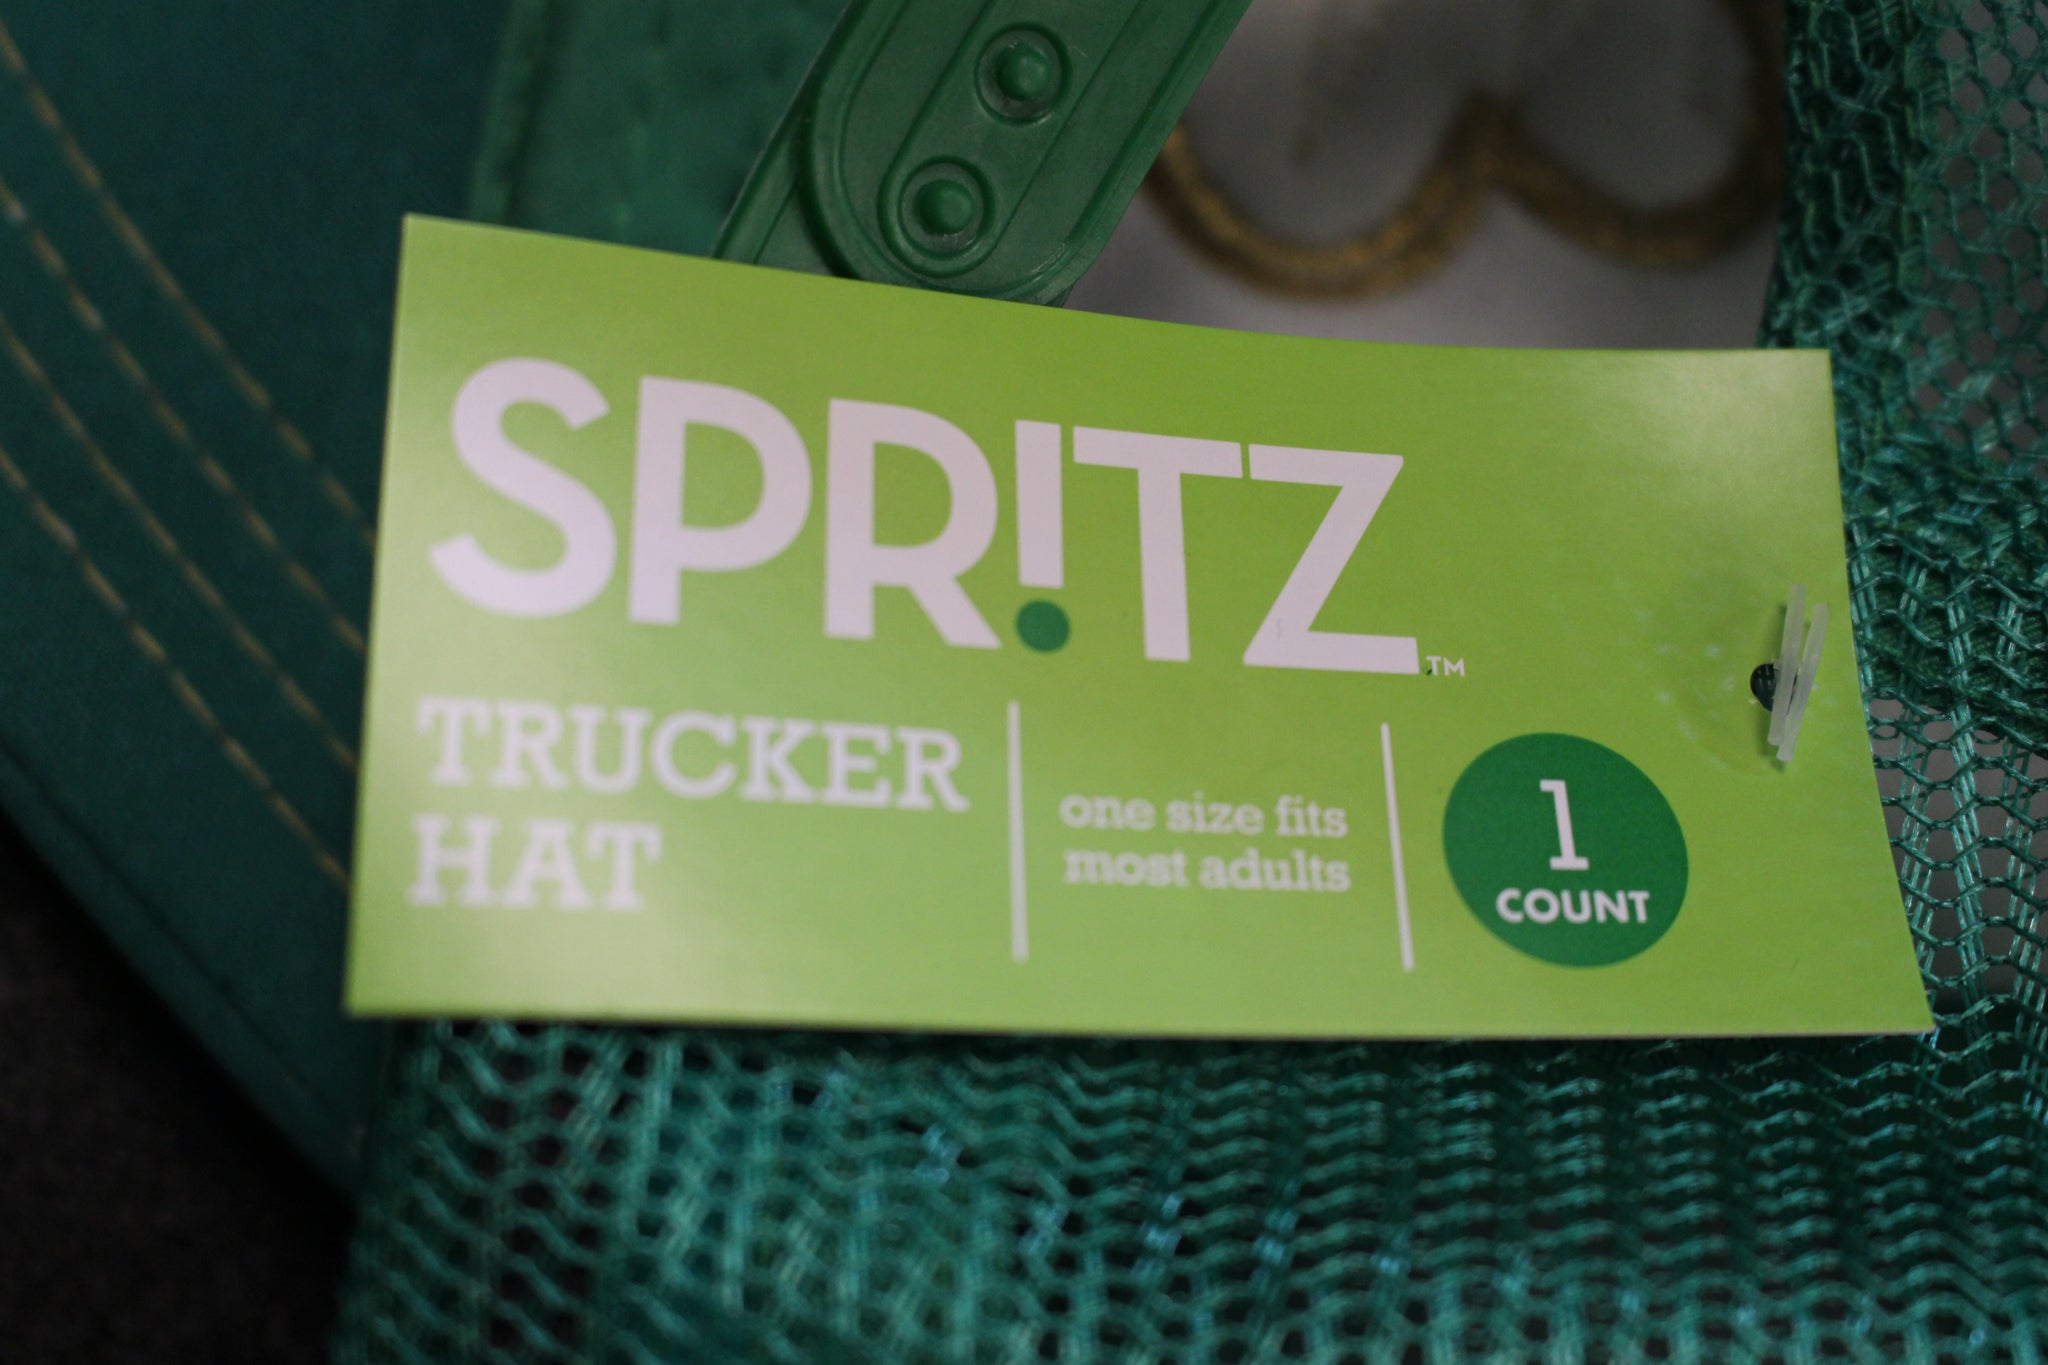 SPR!TZ™
TRUCKER
HAT
one size fits
most adults
1
COUNT